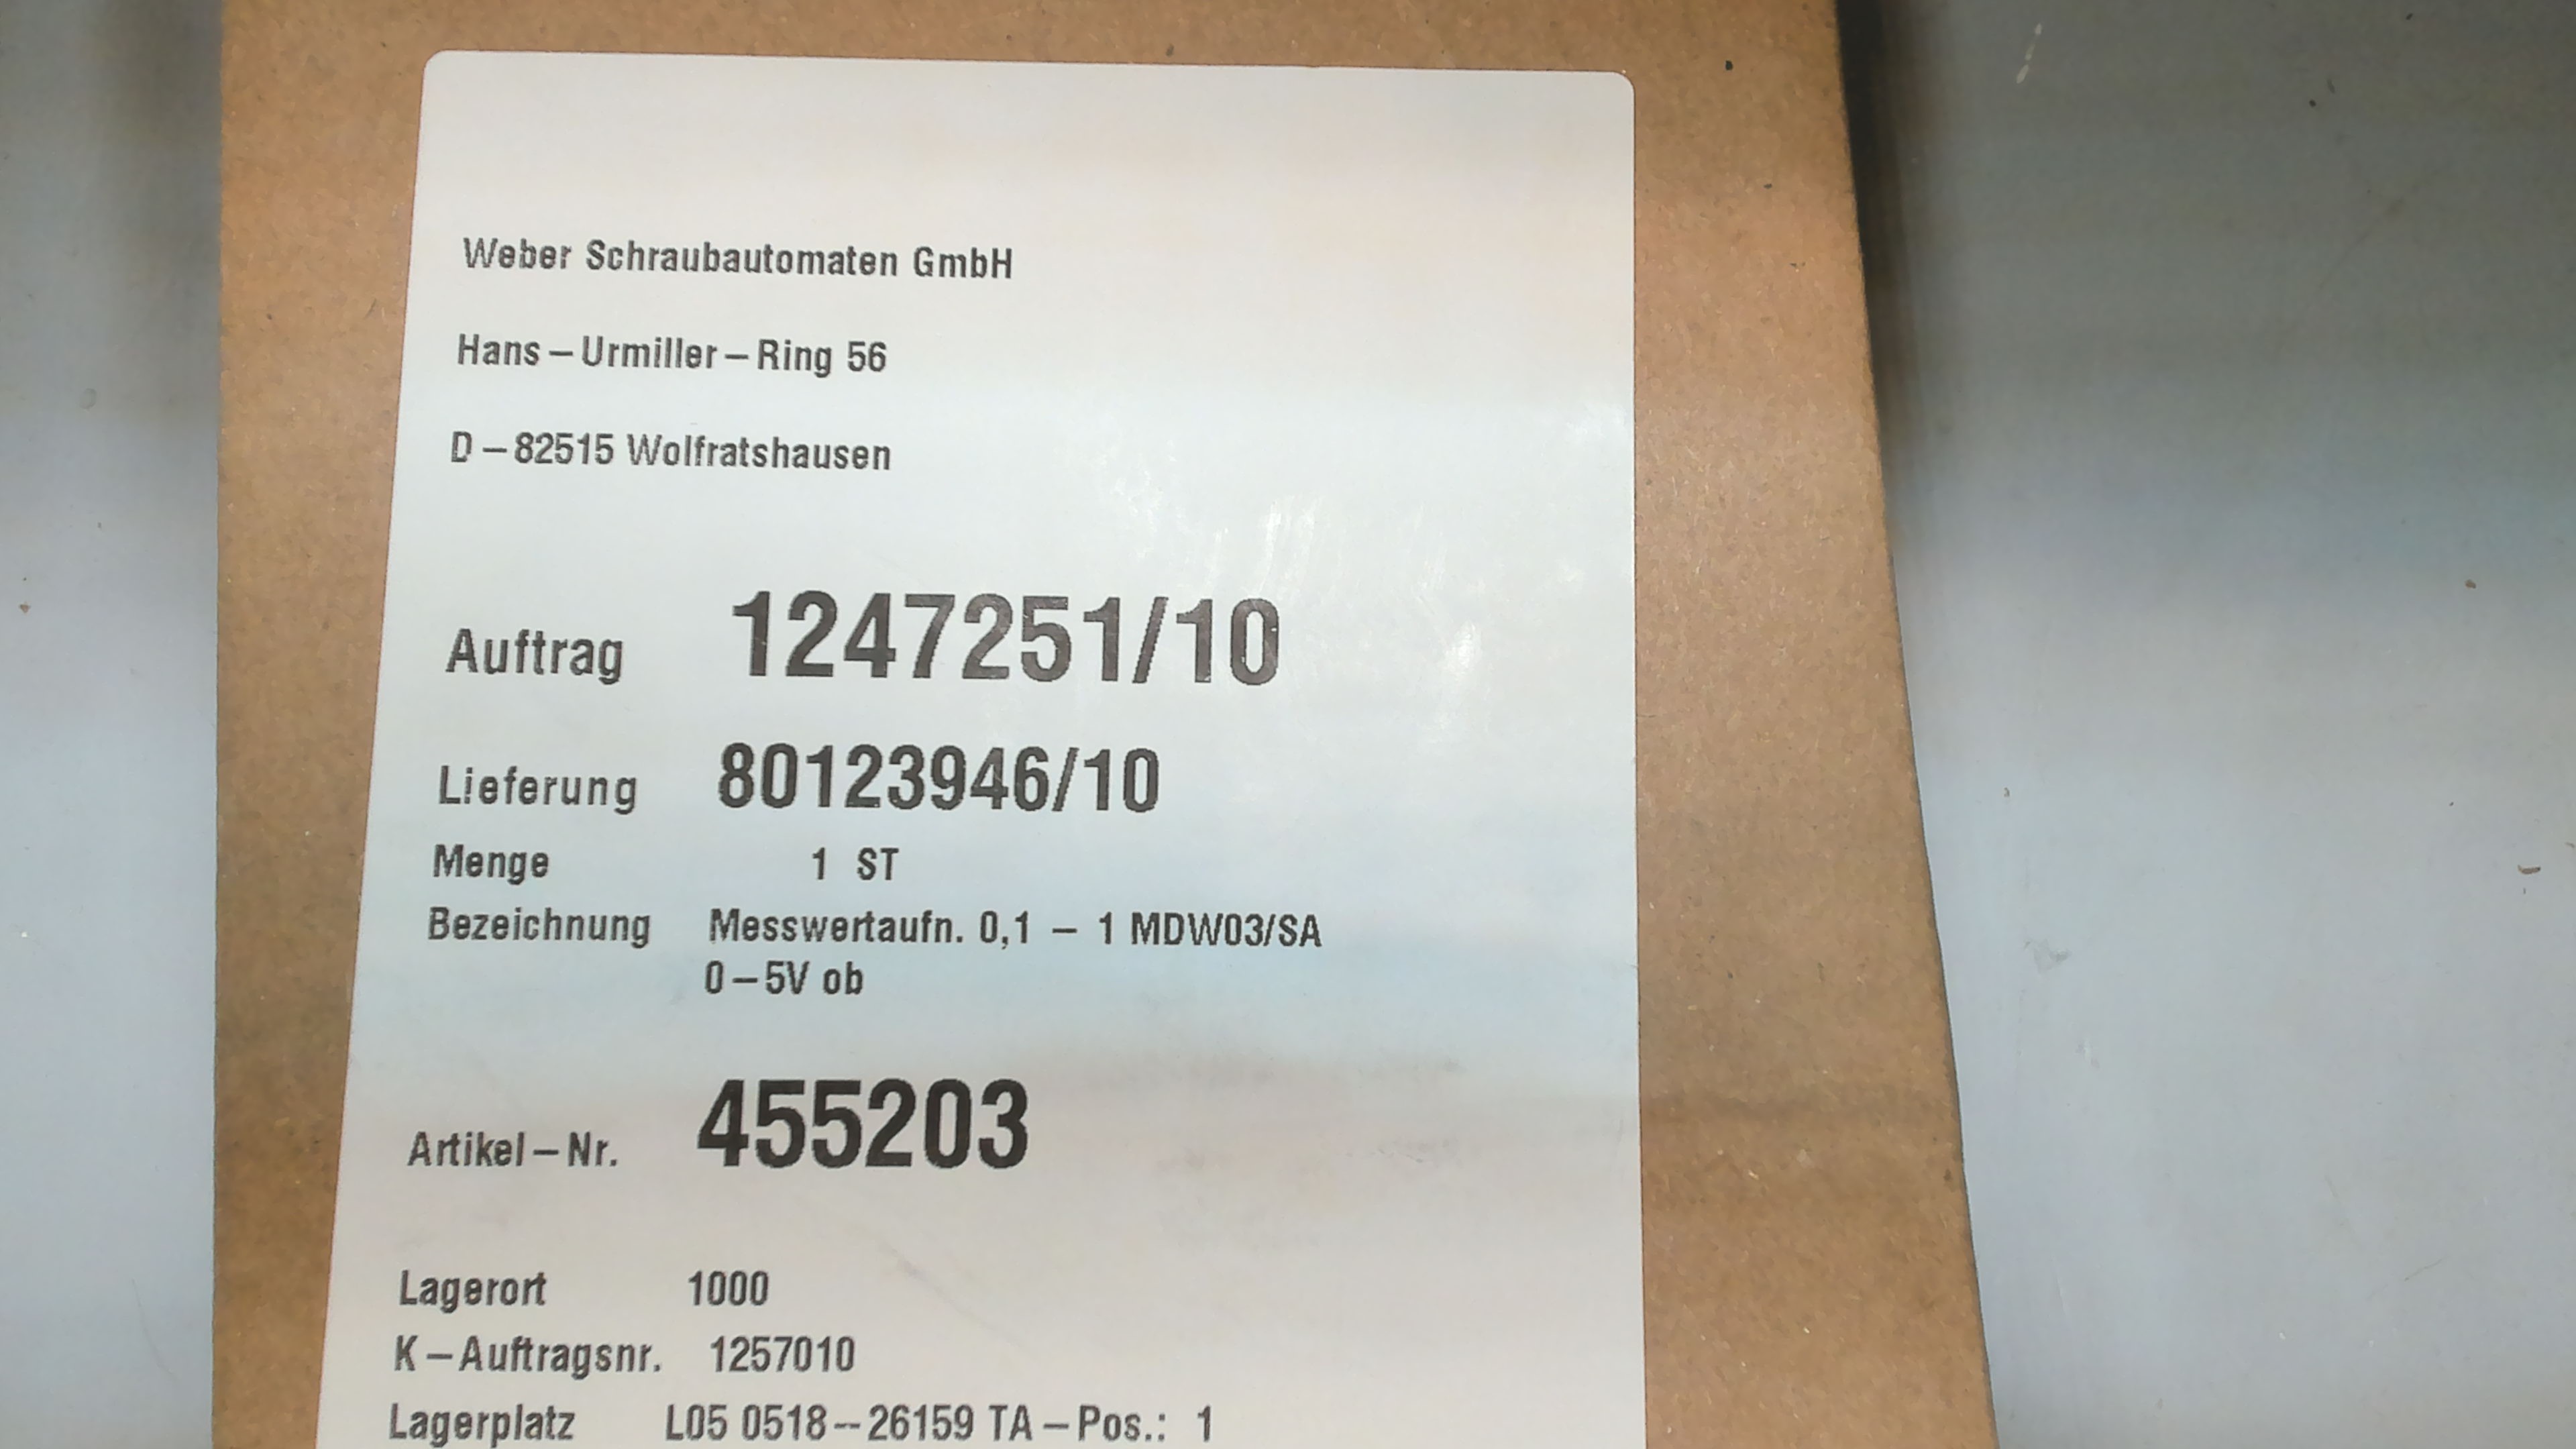 Weber Schraubautomaten GmbH
Hans-Urmiller-Ring 56
D-82515 Wolfratshausen
Auftrag 1247251/10
Lieferung 80123946/10
Menge 1 ST
Bezeichnung Messwertaufn. 0,1 - 1 MDW03/SA
0-5V ob
Artikel-Nr. 455203
Lagerort 1000
K-Auftragsnr. 1257010
Lagerplatz L05 0518--26159 TA-Pos.: 1